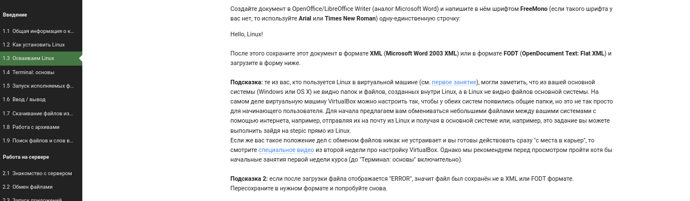 Введение
1.1 Общая информация о к...
1.2 Как установить Linux
1.3 Осваиваем Linux
1.4 Terminal: основы
1.5 Запуск исполняемых ф...
1.6 Ввод / вывод
1.7 Скачивание файлов из...
1.8 Работа с архивами
1.9 Поиск файлов и слов в...
Работа на сервере
2.1 Знакомство с сервером
2.2 Обмен файлами
2.3 Запуск приложений
Создайте документ в OpenOffice/LibreOffice Writer (аналог Microsoft Word) и напишите в нём шрифтом FreeMono (если такого шрифта у
вас нет, то используйте Arial или Times New Roman) одну-единственную строчку:
Hello, Linux!
После этого сохраните этот документ в формате XML (Microsoft Word 2003 XML) или в формате FODT (OpenDocument Text: Flat XML) и
загрузите в форму ниже.
Подсказка: те из вас, кто пользуется Linux в виртуальной машине (см. первое занятие), могли заметить, что из вашей основной
системы (Windows или OS X) не видно папок и файлов, созданных внутри Linux, а в Linux не видно файлов основной системы. На
самом деле виртуальную машину VirtualBox можно настроить так, чтобы у обеих систем появились общие папки, но это не так просто
для начинающего пользователя. Для начала предлагаем вам обмениваться небольшими файлами между вашими системами с
помощью интернета, например, отправляя их на почту из Linux и получая в основной системе или, например, это задание вы можете
выполнить зайдя на stepic прямо из Linux.
Если же вас такое положение дел с обменом файлов никак не устраивает и вы готовы действовать сразу "с места в карьер", то
смотрите специальное видео из второй недели про настройку VirtualBox. Однако мы рекомендуем перед просмотром пройти хотя бы
начальные занятия первой недели курса (до "Терминал: основы" включительно).
Подсказка 2: если после загрузки файла отображается "ERROR", значит файл был сохранён не в XML или FODT формате.
Пересохраните в нужном формате и попробуйте снова.